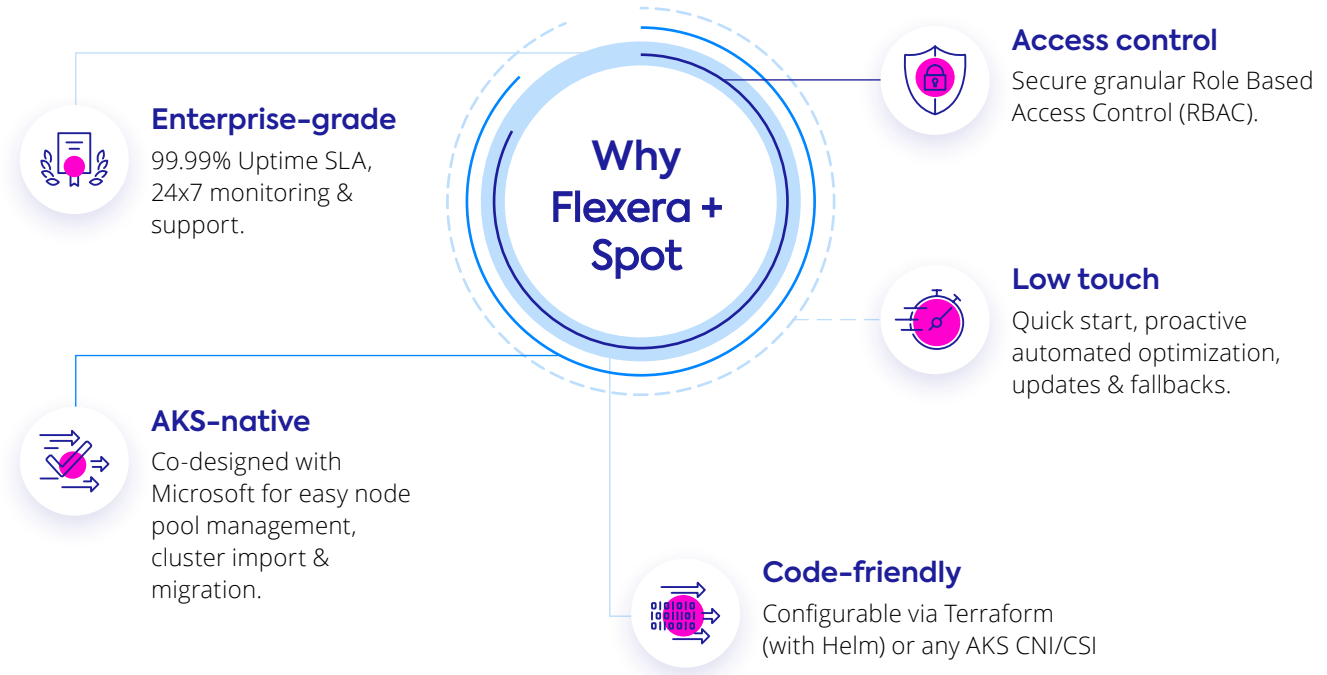 Why
Flexera +
Spot
Enterprise-grade
99.99% Uptime SLA,
24x7 monitoring &
support.
AKS-native
Co-designed with
Microsoft for easy node
pool management,
cluster import &
migration.
Access control
Secure granular Role Based
Access Control (RBAC).
Low touch
Quick start, proactive
automated optimization,
updates & fallbacks.
Code-friendly
Configurable via Terraform
(with Helm) or any AKS CNI/CSI